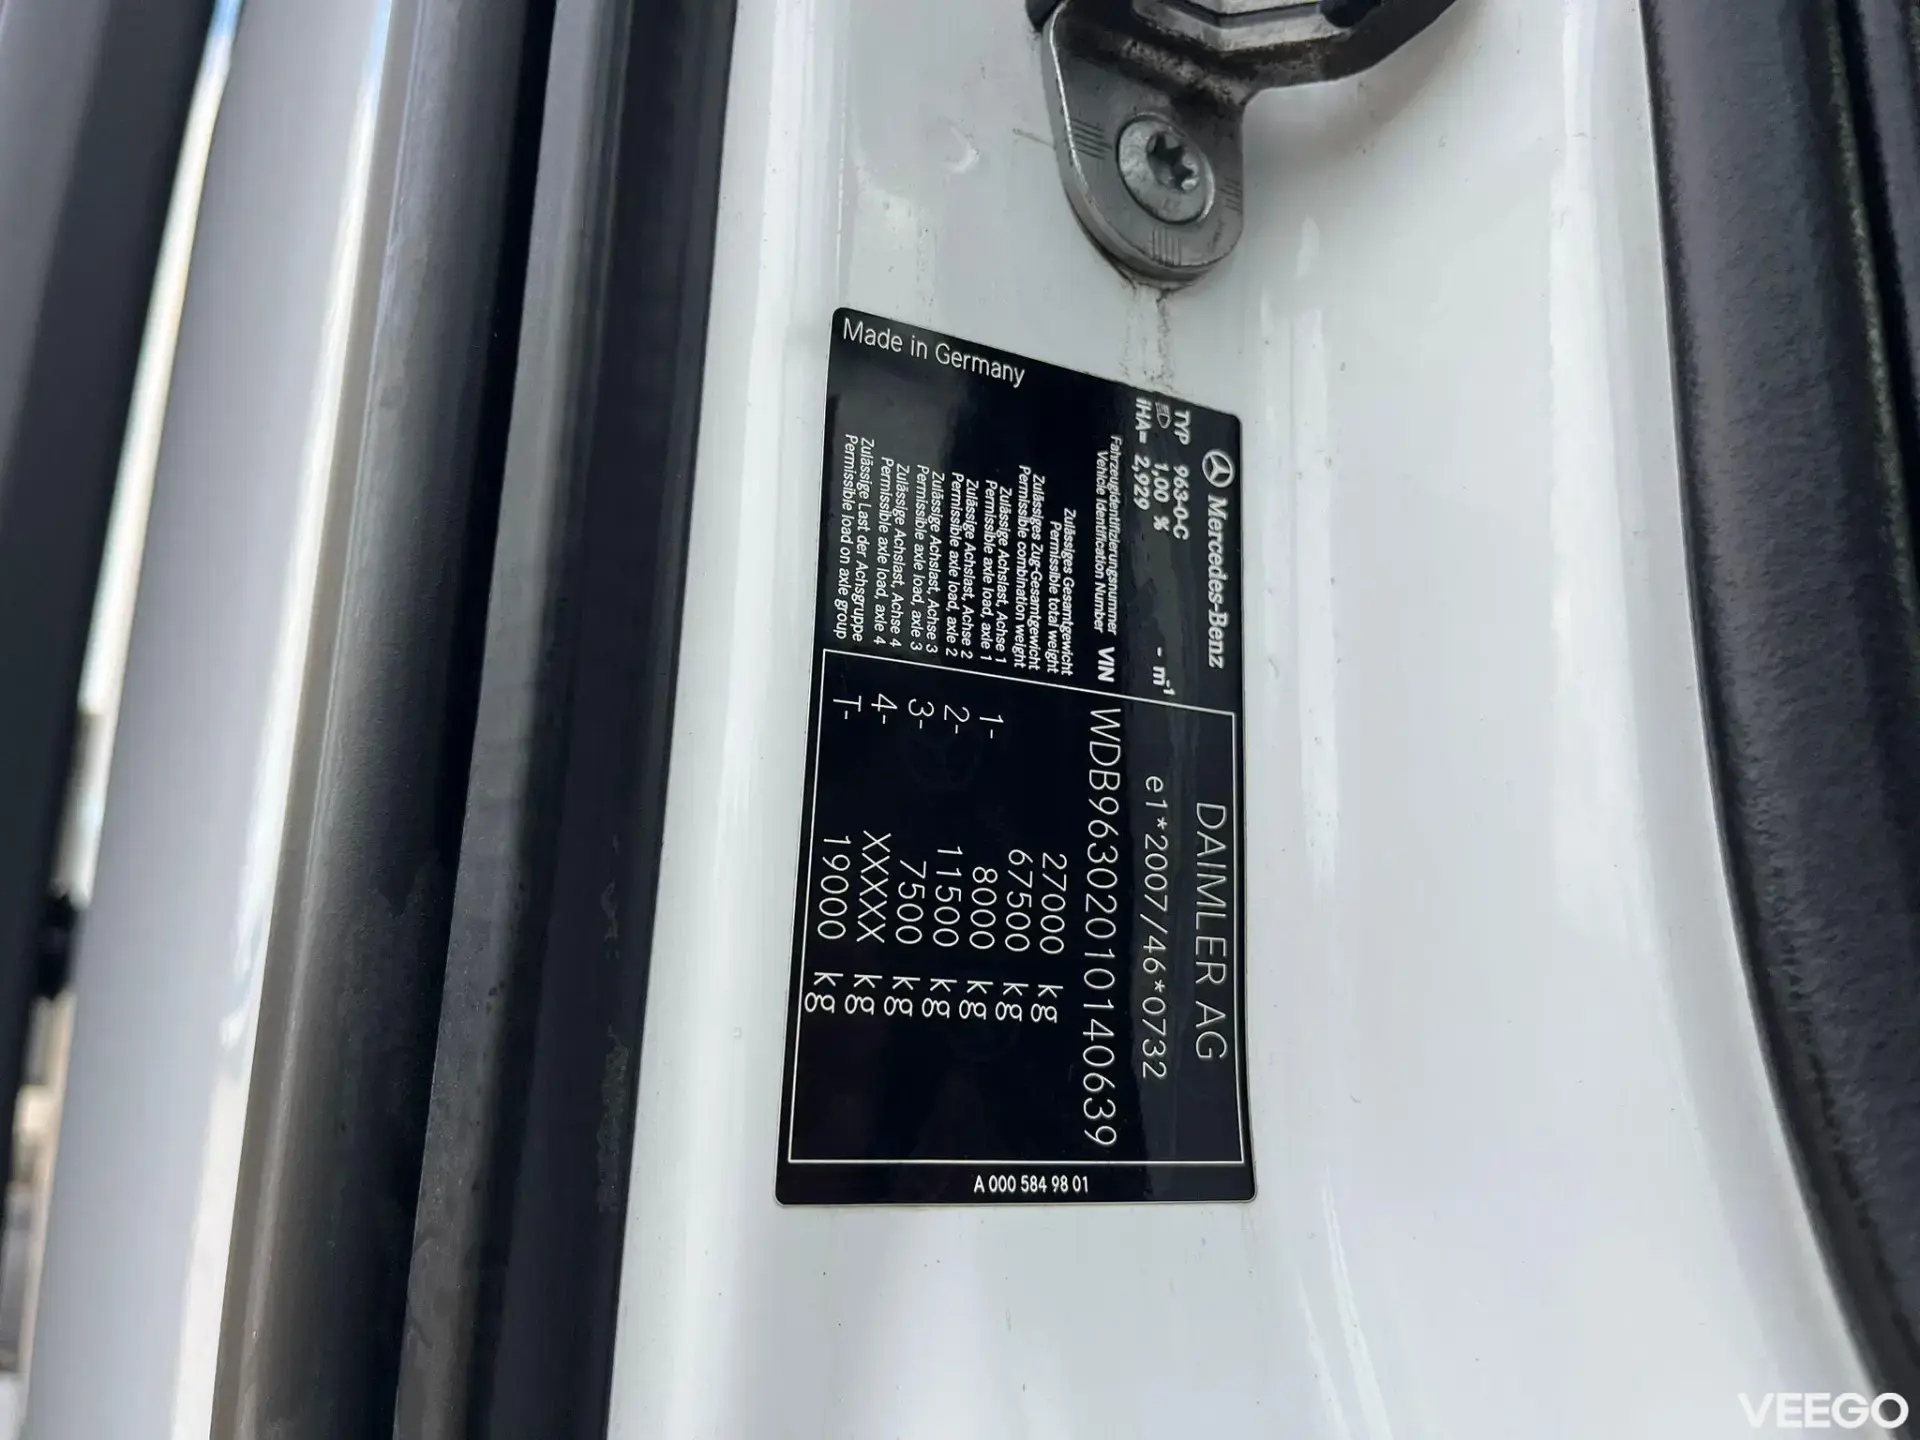 Mercedes-Benz
DAIMLER AG
TYP 963-0-C
e1*2007/46*0732
1,00 % - m⁻¹
iHA= 2,929
Fahrzeugidentifizierungsnummer
Vehicle Identification Number VIN WDB96302010140639
Zulässiges Gesamtgewicht
Permissible total weight 27000 kg
Zulässiges Zug-Gesamtgewicht
Permissible combination weight 67500 kg
Zulässige Achslast, Achse 1
Permissible axle load, axle 1 1- 8000 kg
Zulässige Achslast, Achse 2
Permissible axle load, axle 2 2- 11500 kg
Zulässige Achslast, Achse 3
Permissible axle load, axle 3 3- 7500 kg
Zulässige Achslast, Achse 4
Permissible axle load, axle 4 4- XXXXX kg
Zulässige Last der Achsgruppe
Permissible load on axle group T- 19000 kg
Made in Germany
A 000 584 98 01
VEEGO